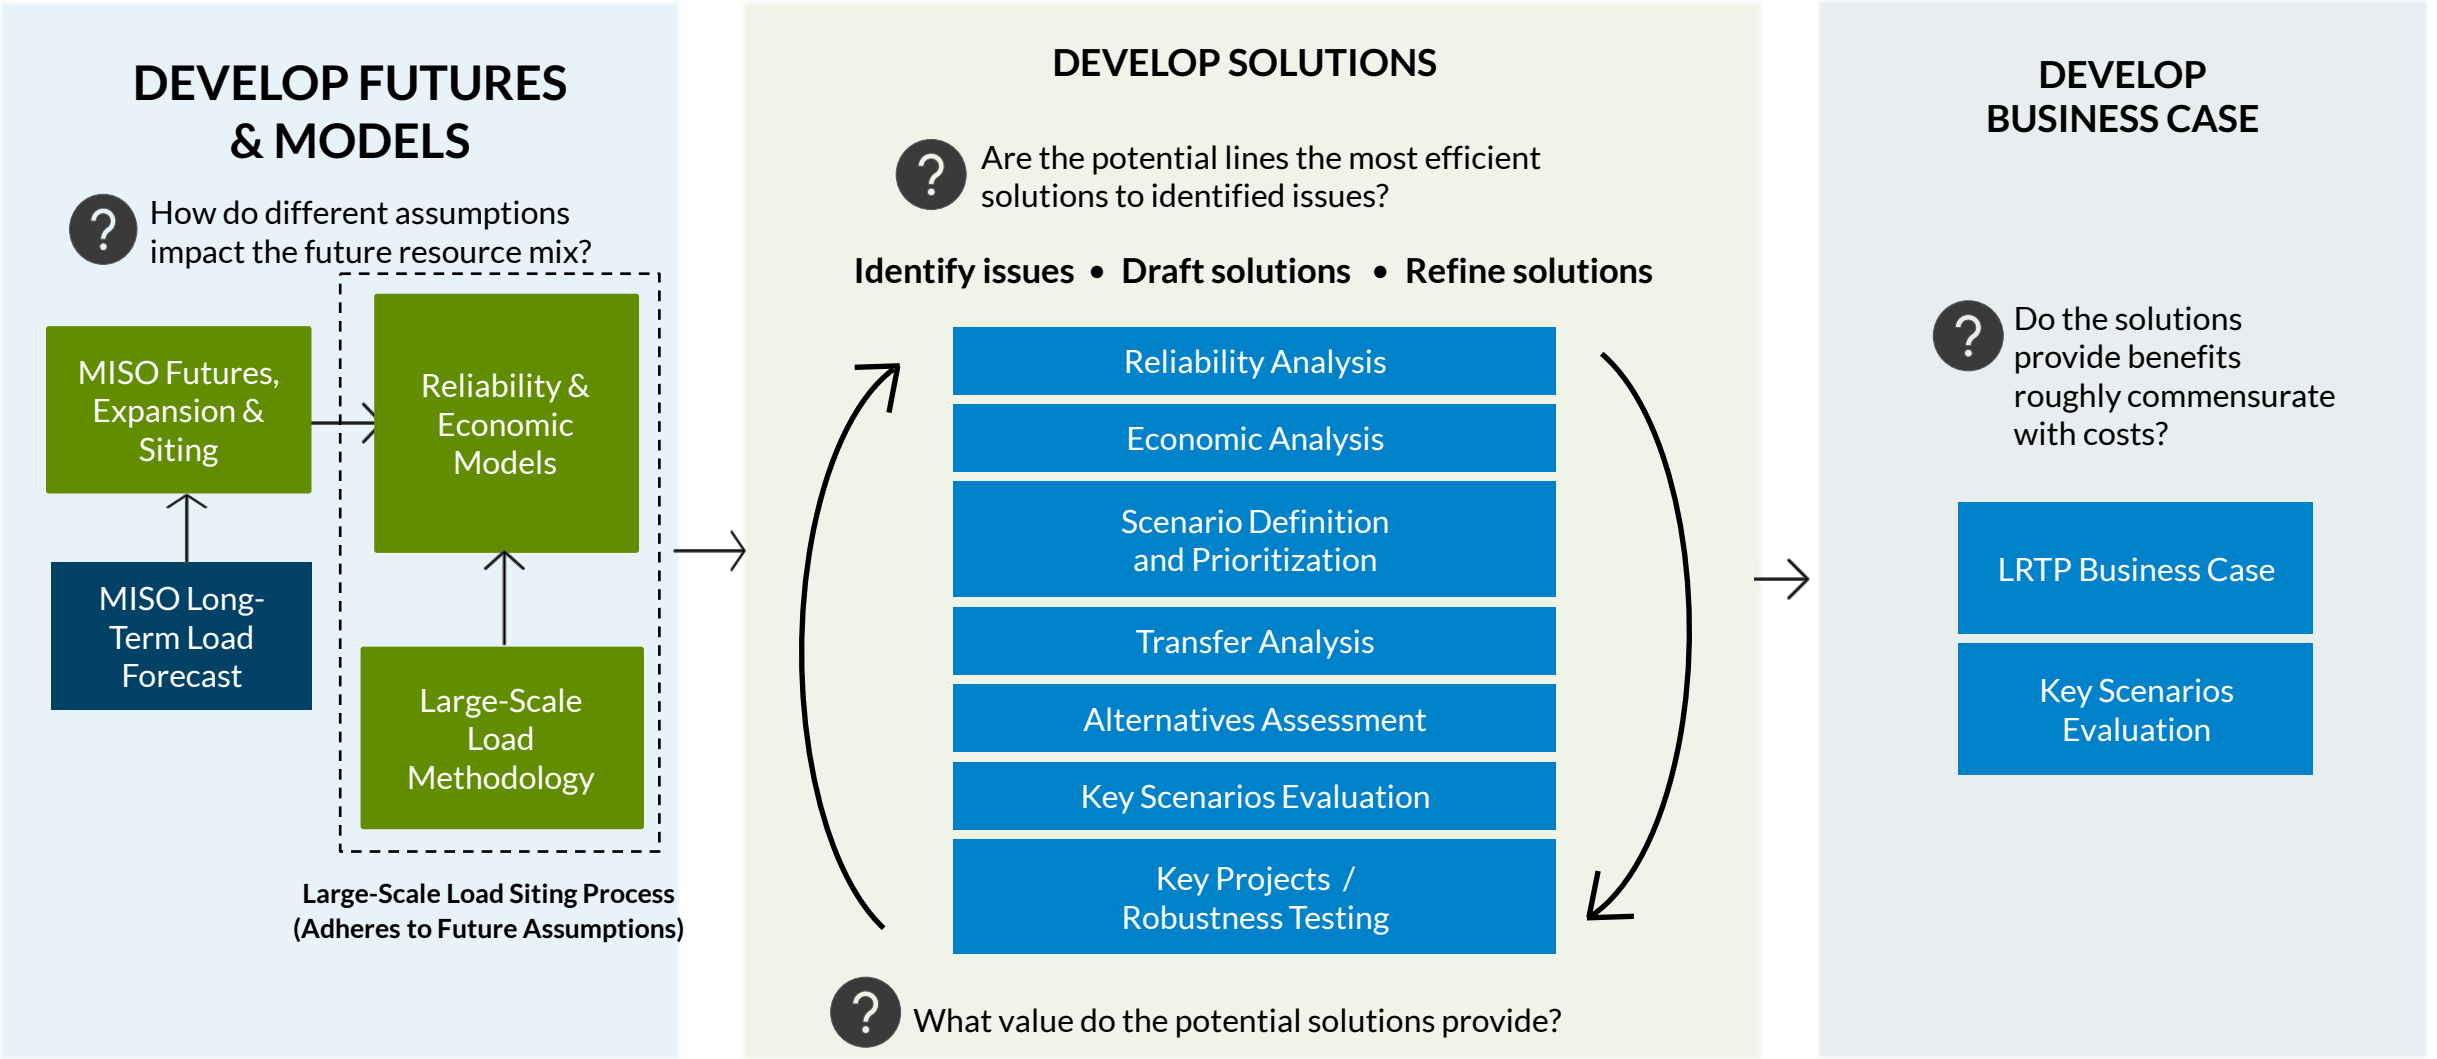 DEVELOP FUTURES
& MODELS
?
How do different assumptions
impact the future resource mix?
MISO Futures,
Expansion &
Siting
Reliability &
Economic
Models
MISO Long-
Term Load
Forecast
Large-Scale
Load
Methodology
Large-Scale Load Siting Process
(Adheres to Future Assumptions)
DEVELOP SOLUTIONS
?
Are the potential lines the most efficient
solutions to identified issues?
Identify issues • Draft solutions • Refine solutions
Reliability Analysis
Economic Analysis
Scenario Definition
and Prioritization
Transfer Analysis
Alternatives Assessment
Key Scenarios Evaluation
Key Projects /
Robustness Testing
?
What value do the potential solutions provide?
DEVELOP
BUSINESS CASE
?
Do the solutions
provide benefits
roughly commensurate
with costs?
LRTP Business Case
Key Scenarios
Evaluation